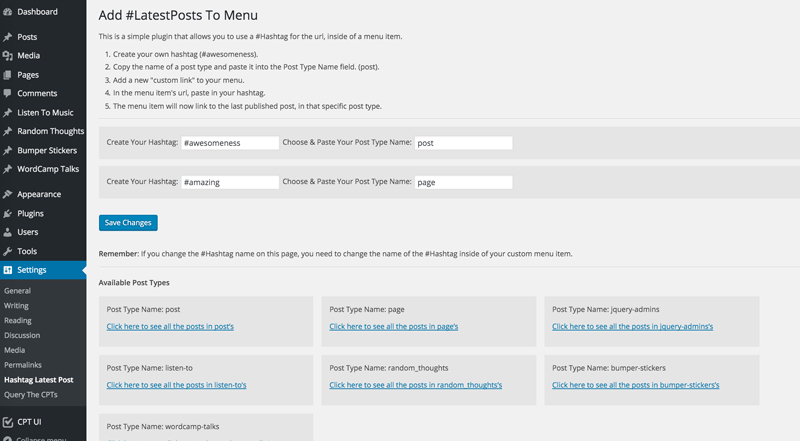 Dashboard
Posts
Media
Pages
Comments
Listen To Music
Random Thoughts
Bumper Stickers
WordCamp Talks
Appearance
Plugins
Users
Tools
Settings
General
Writing
Reading
Discussion
Media
Permalinks
Hashtag Latest Post
Query The CPTs
CPT UI
Collapse menu
Add #LatestPosts To Menu
This is a simple plugin that allows you to use a #Hashtag for the url, inside of a menu item.
1. Create your own hashtag (#awesomeness).
2. Copy the name of a post type and paste it into the Post Type Name field. (post).
3. Add a new "custom link" to your menu.
4. In the menu item's url, paste in your hashtag.
5. The menu item will now link to the last published post, in that specific post type.
Create Your Hashtag: #awesomeness Choose & Paste Your Post Type Name: post
Create Your Hashtag: #amazing Choose & Paste Your Post Type Name: page
Save Changes
Remember: If you change the #Hashtag name on this page, you need to change the name of the #Hashtag inside of your custom menu item.
Available Post Types
Post Type Name: post
Click here to see all the posts in post's
Post Type Name: page
Click here to see all the posts in page's
Post Type Name: jquery-admins
Click here to see all the posts in jquery-admins's
Post Type Name: listen-to
Click here to see all the posts in listen-to's
Post Type Name: random_thoughts
Click here to see all the posts in random_thoughts's
Post Type Name: bumper-stickers
Click here to see all the posts in bumper-stickers's
Post Type Name: wordcamp-talks